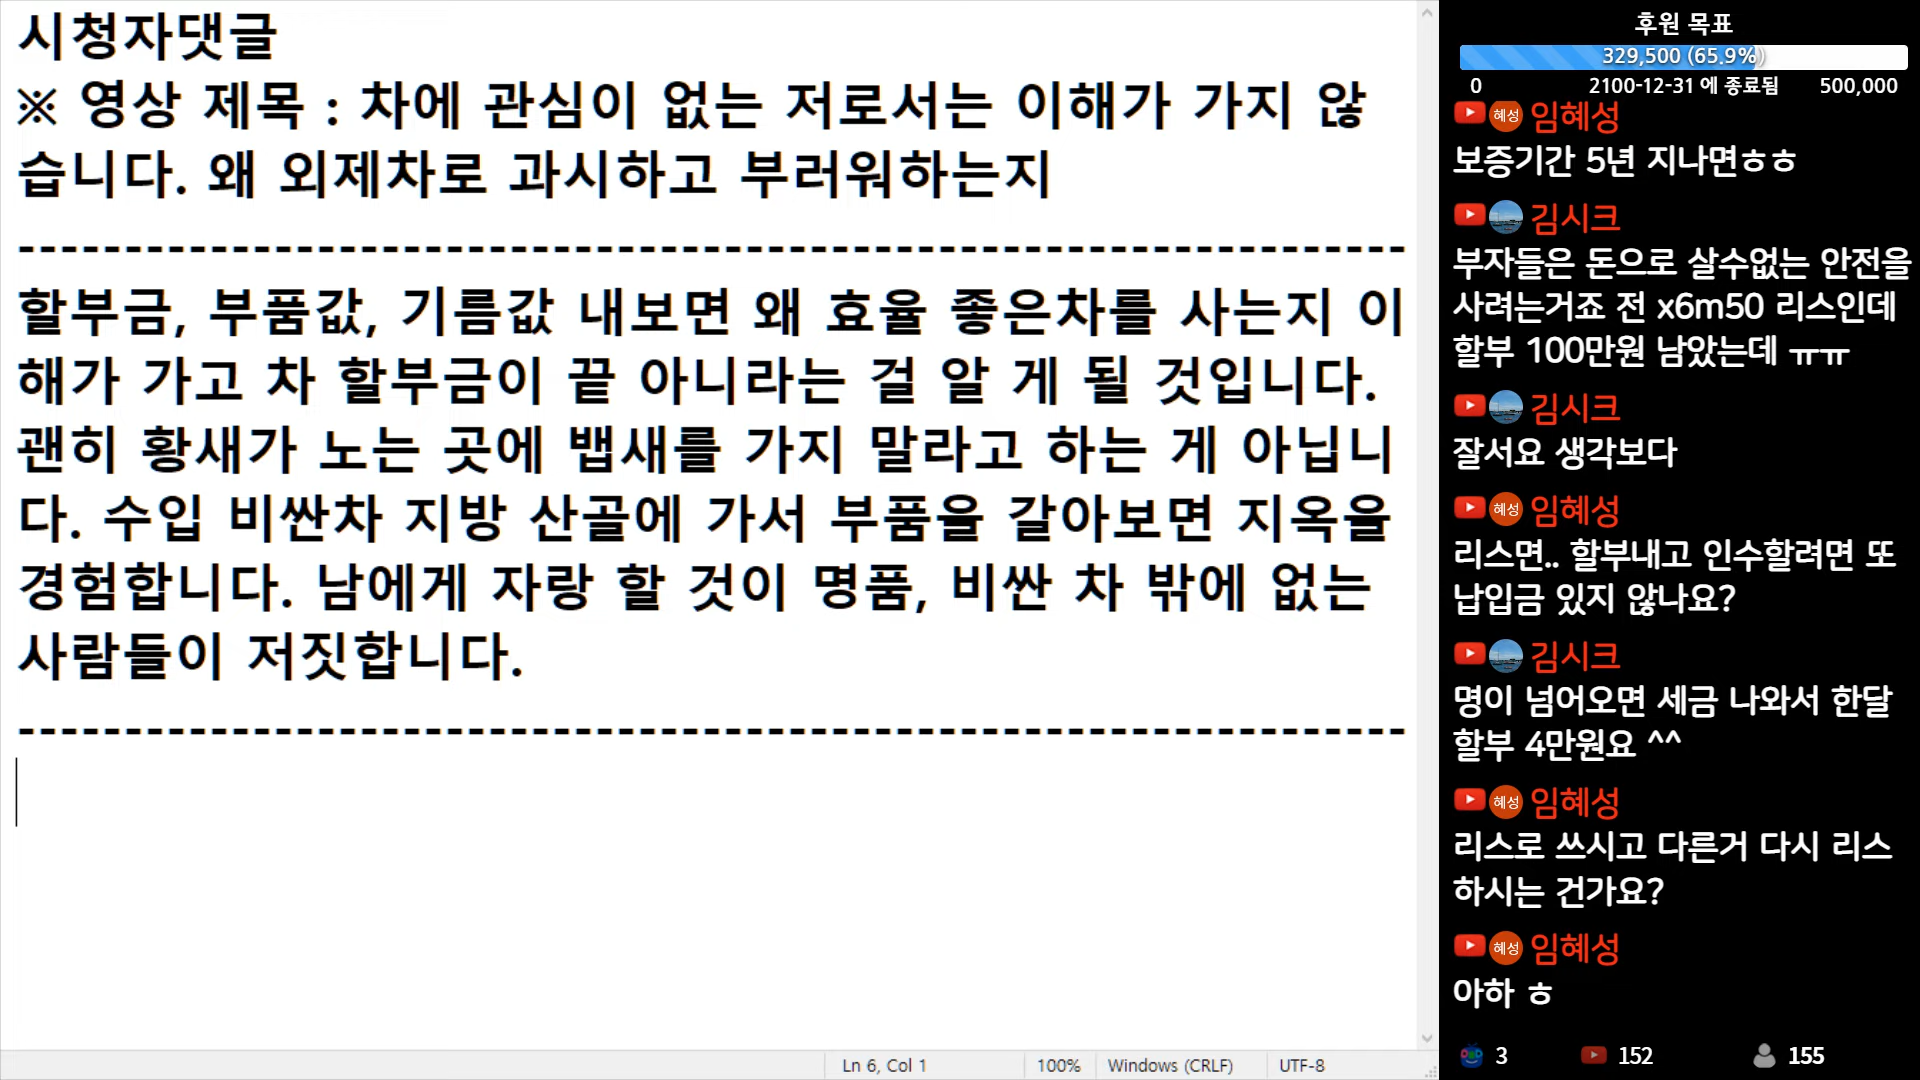 시청자댓글
※ 영상 제목 : 차에 관심이 없는 저로서는 이해가 가지 않
습니다. 왜 외제차로 과시하고 부러워하는지
-----------------------------------------------------------------
할부금, 부품값, 기름값 내보면 왜 효율 좋은차를 사는지 이
해가 가고 차 할부금이 끝 아니라는 걸 알 게 될 것입니다.
괜히 황새가 노는 곳에 뱁새를 가지 말라고 하는 게 아닙니
다. 수입 비싼차 지방 산골에 가서 부품을 갈아보면 지옥을
경험합니다. 남에게 자랑 할 것이 명품, 비싼 차 밖에 없는
사람들이 저짓합니다.
-----------------------------------------------------------------
Ln 6, Col 1 100% Windows (CRLF) UTF-8
후원 목표
329,500 (65.9%)
0 2100-12-31 에 종료됨 500,000
혜성 임혜성
보증기간 5년 지나면ㅎㅎ
김시크
부자들은 돈으로 살수없는 안전을
사려는거죠 전 x6m50 리스인데
할부 100만원 남았는데 ㅠㅠ
김시크
잘서요 생각보다
혜성 임혜성
리스면.. 할부내고 인수할려면 또
납입금 있지 않나요?
김시크
명이 넘어오면 세금 나와서 한달
할부 4만원요 ^^
혜성 임혜성
리스로 쓰시고 다른거 다시 리스
하시는 건가요?
혜성 임혜성
아하 ㅎ
3 152 155